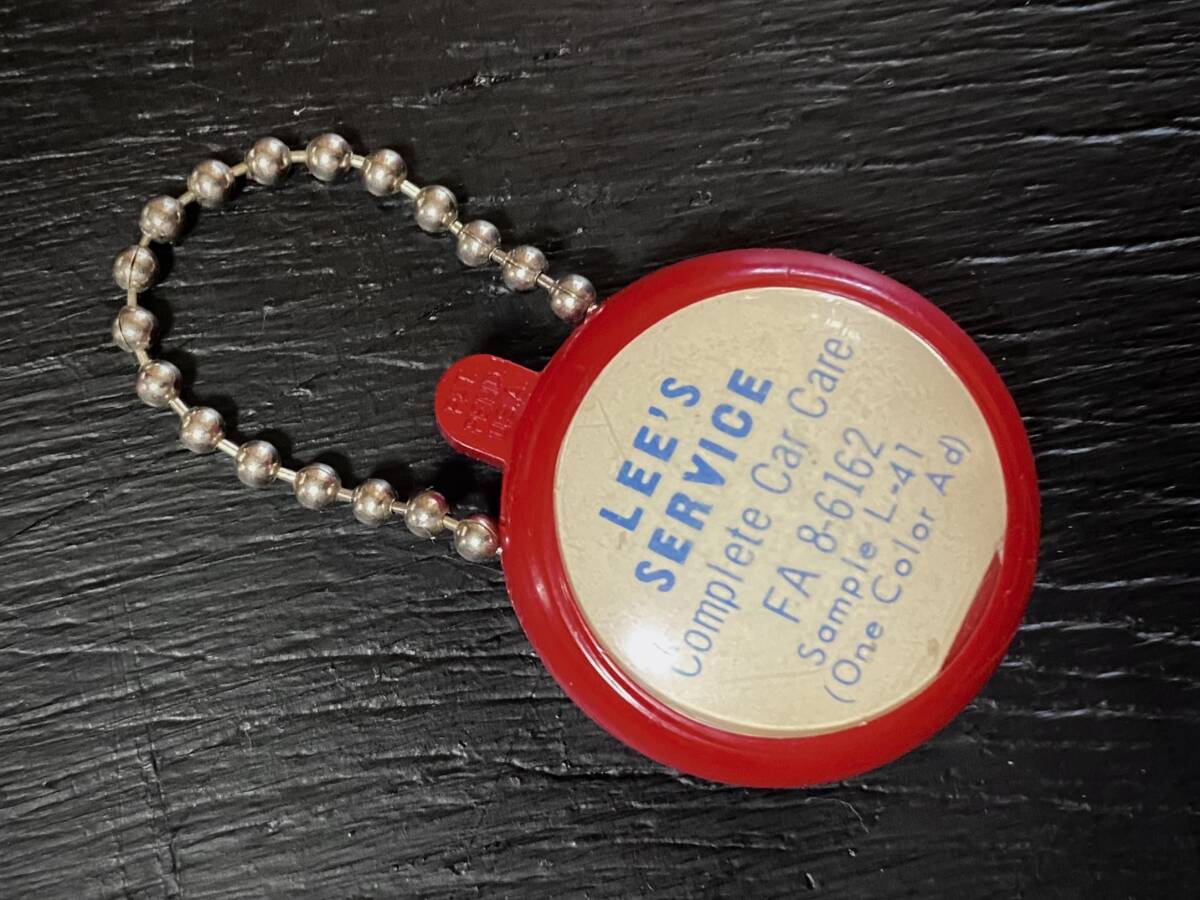 LEE'S
SERVICE
Complete Car Care
FA 8-6162
Sample L-41
(One Color Ad)